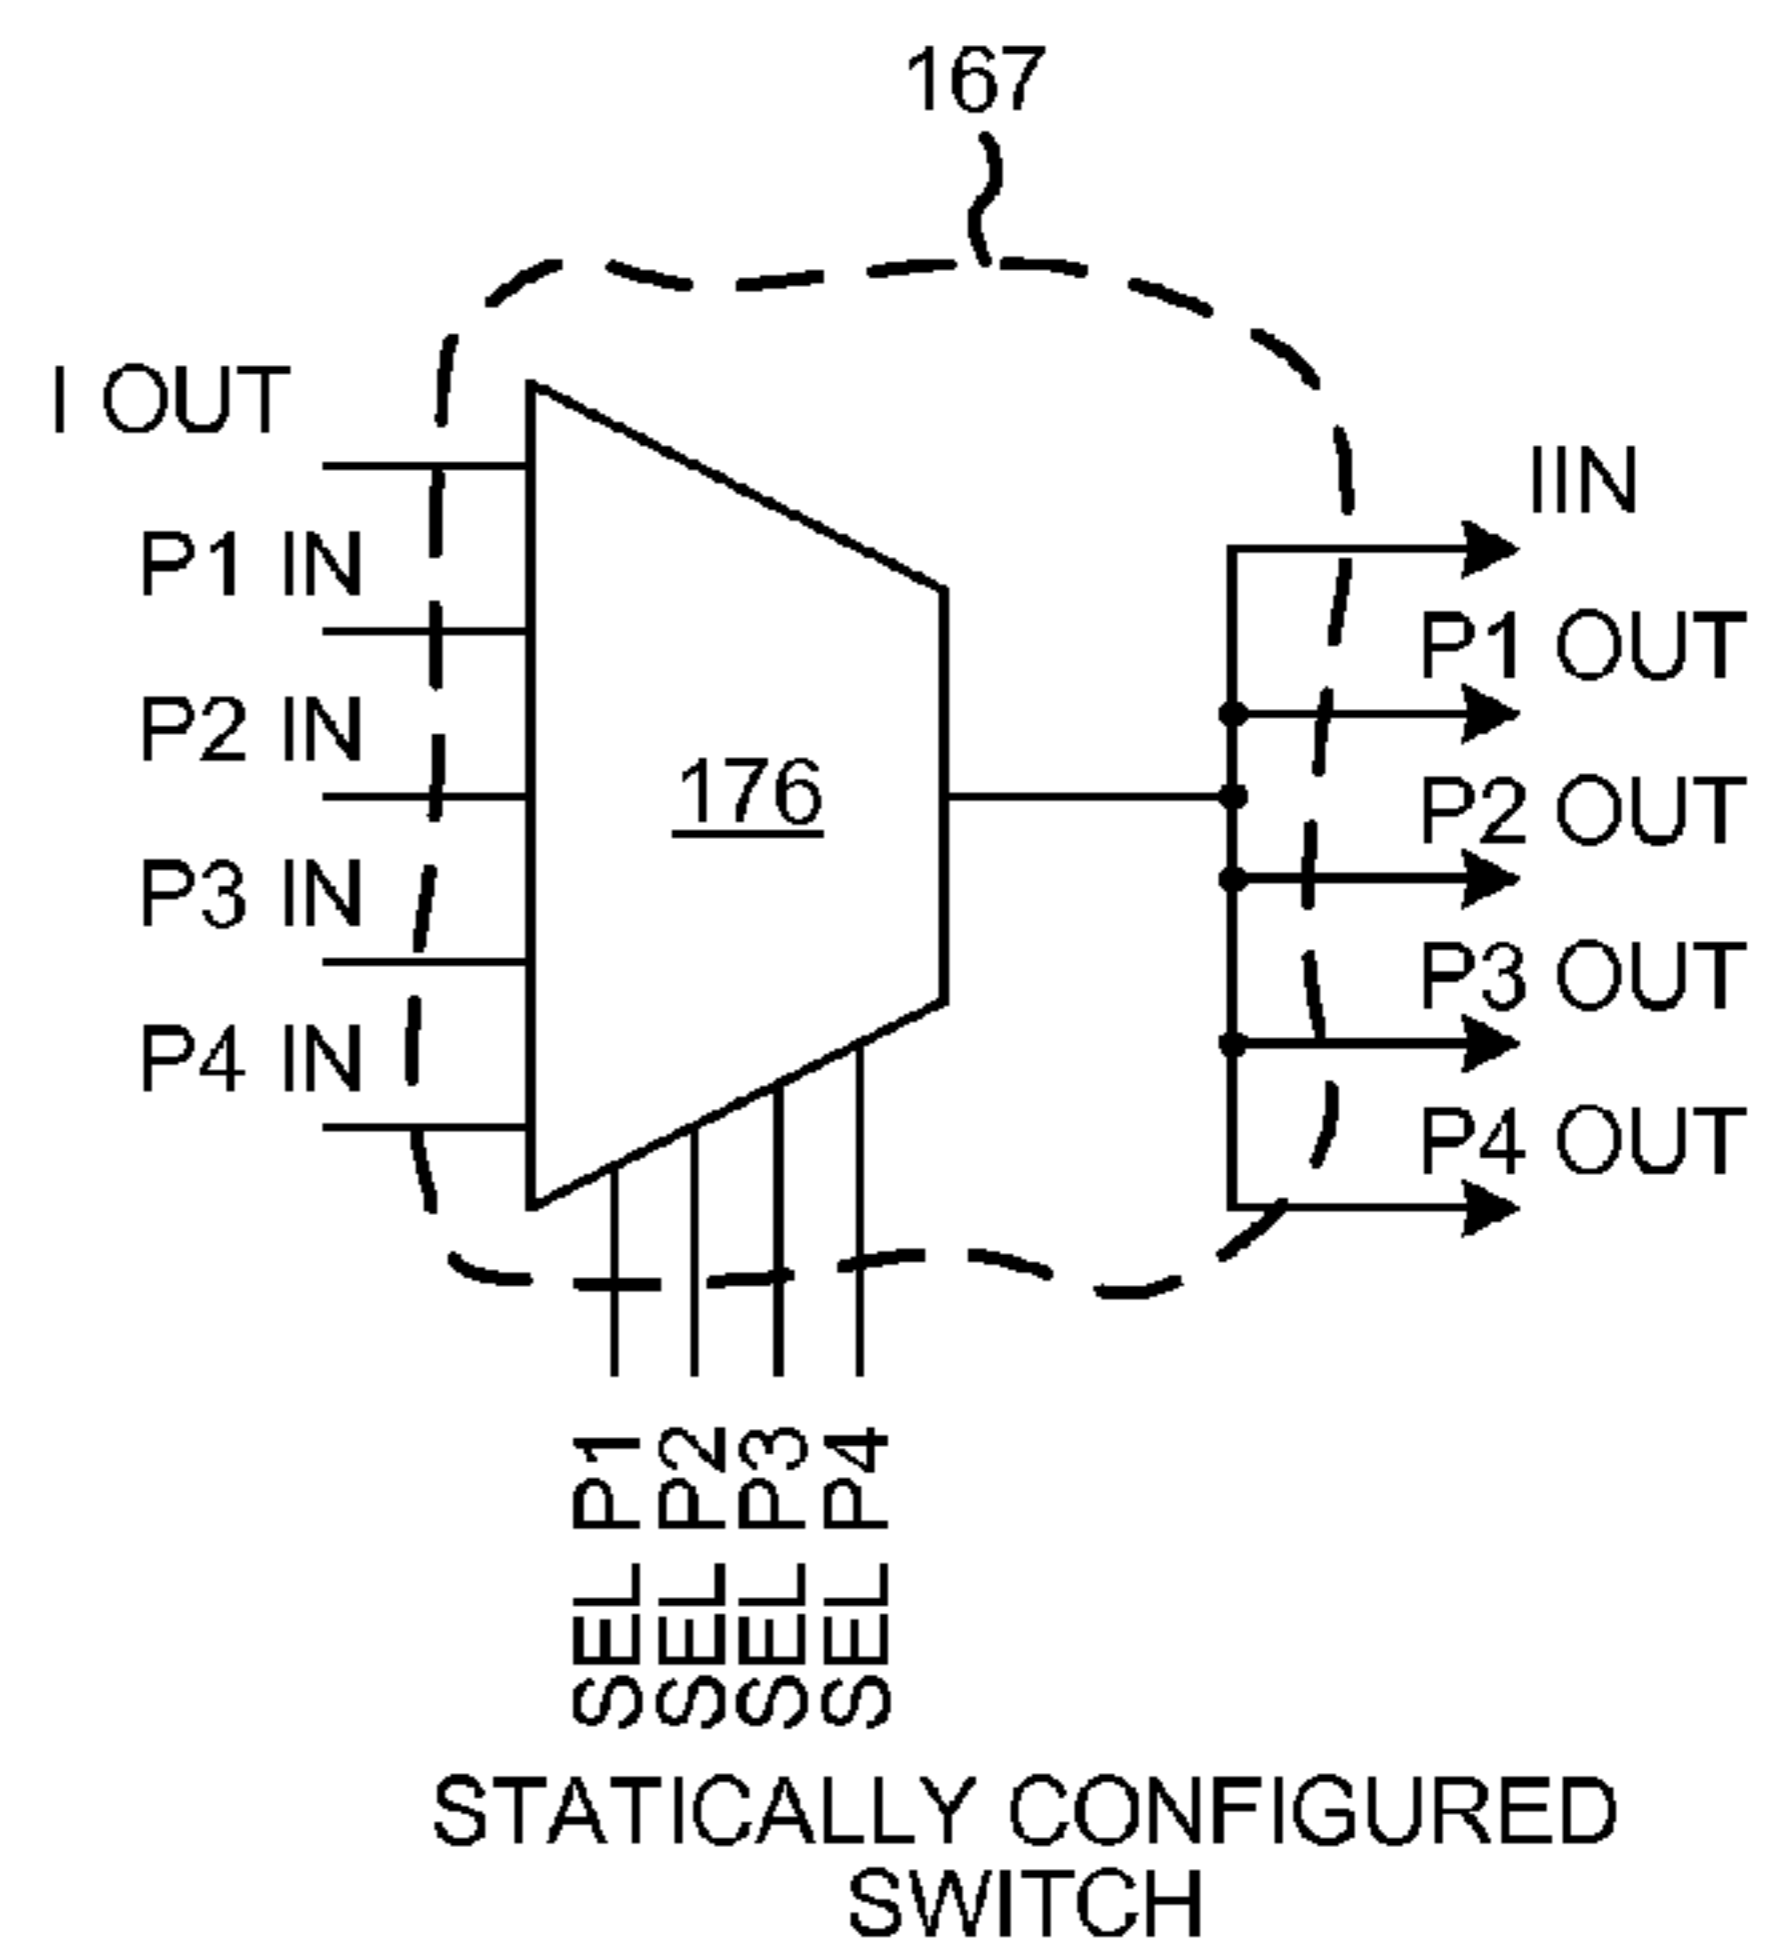 167
I OUT
P1 IN
P2 IN
P3 IN
P4 IN
176
IIN
P1 OUT
P2 OUT
P3 OUT
P4 OUT
SEL P1
SEL P2
SEL P3
SEL P4
STATICALLY CONFIGURED
SWITCH